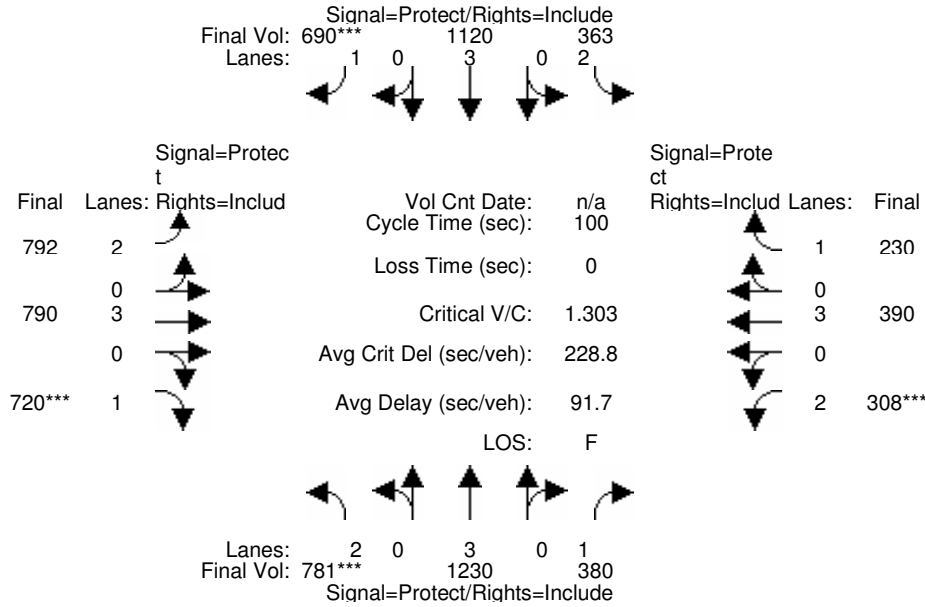 Signal=Protect/Rights=Include
Final Vol: 690*** 1120 363
Lanes: 1 0 3 0 2
Signal=Protec
t
Signal=Prote
ct
Final Lanes: Rights=Includ Vol Cnt Date: n/a Rights=Includ Lanes: Final
Cycle Time (sec): 100
792 2 1 230
Loss Time (sec): 0
0 0
790 3 Critical V/C: 1.303 3 390
0 Avg Crit Del (sec/veh): 228.8 0
720*** 1 Avg Delay (sec/veh): 91.7 2 308***
LOS: F
Lanes: 2 0 3 0 1
Final Vol: 781*** 1230 380
Signal=Protect/Rights=Include